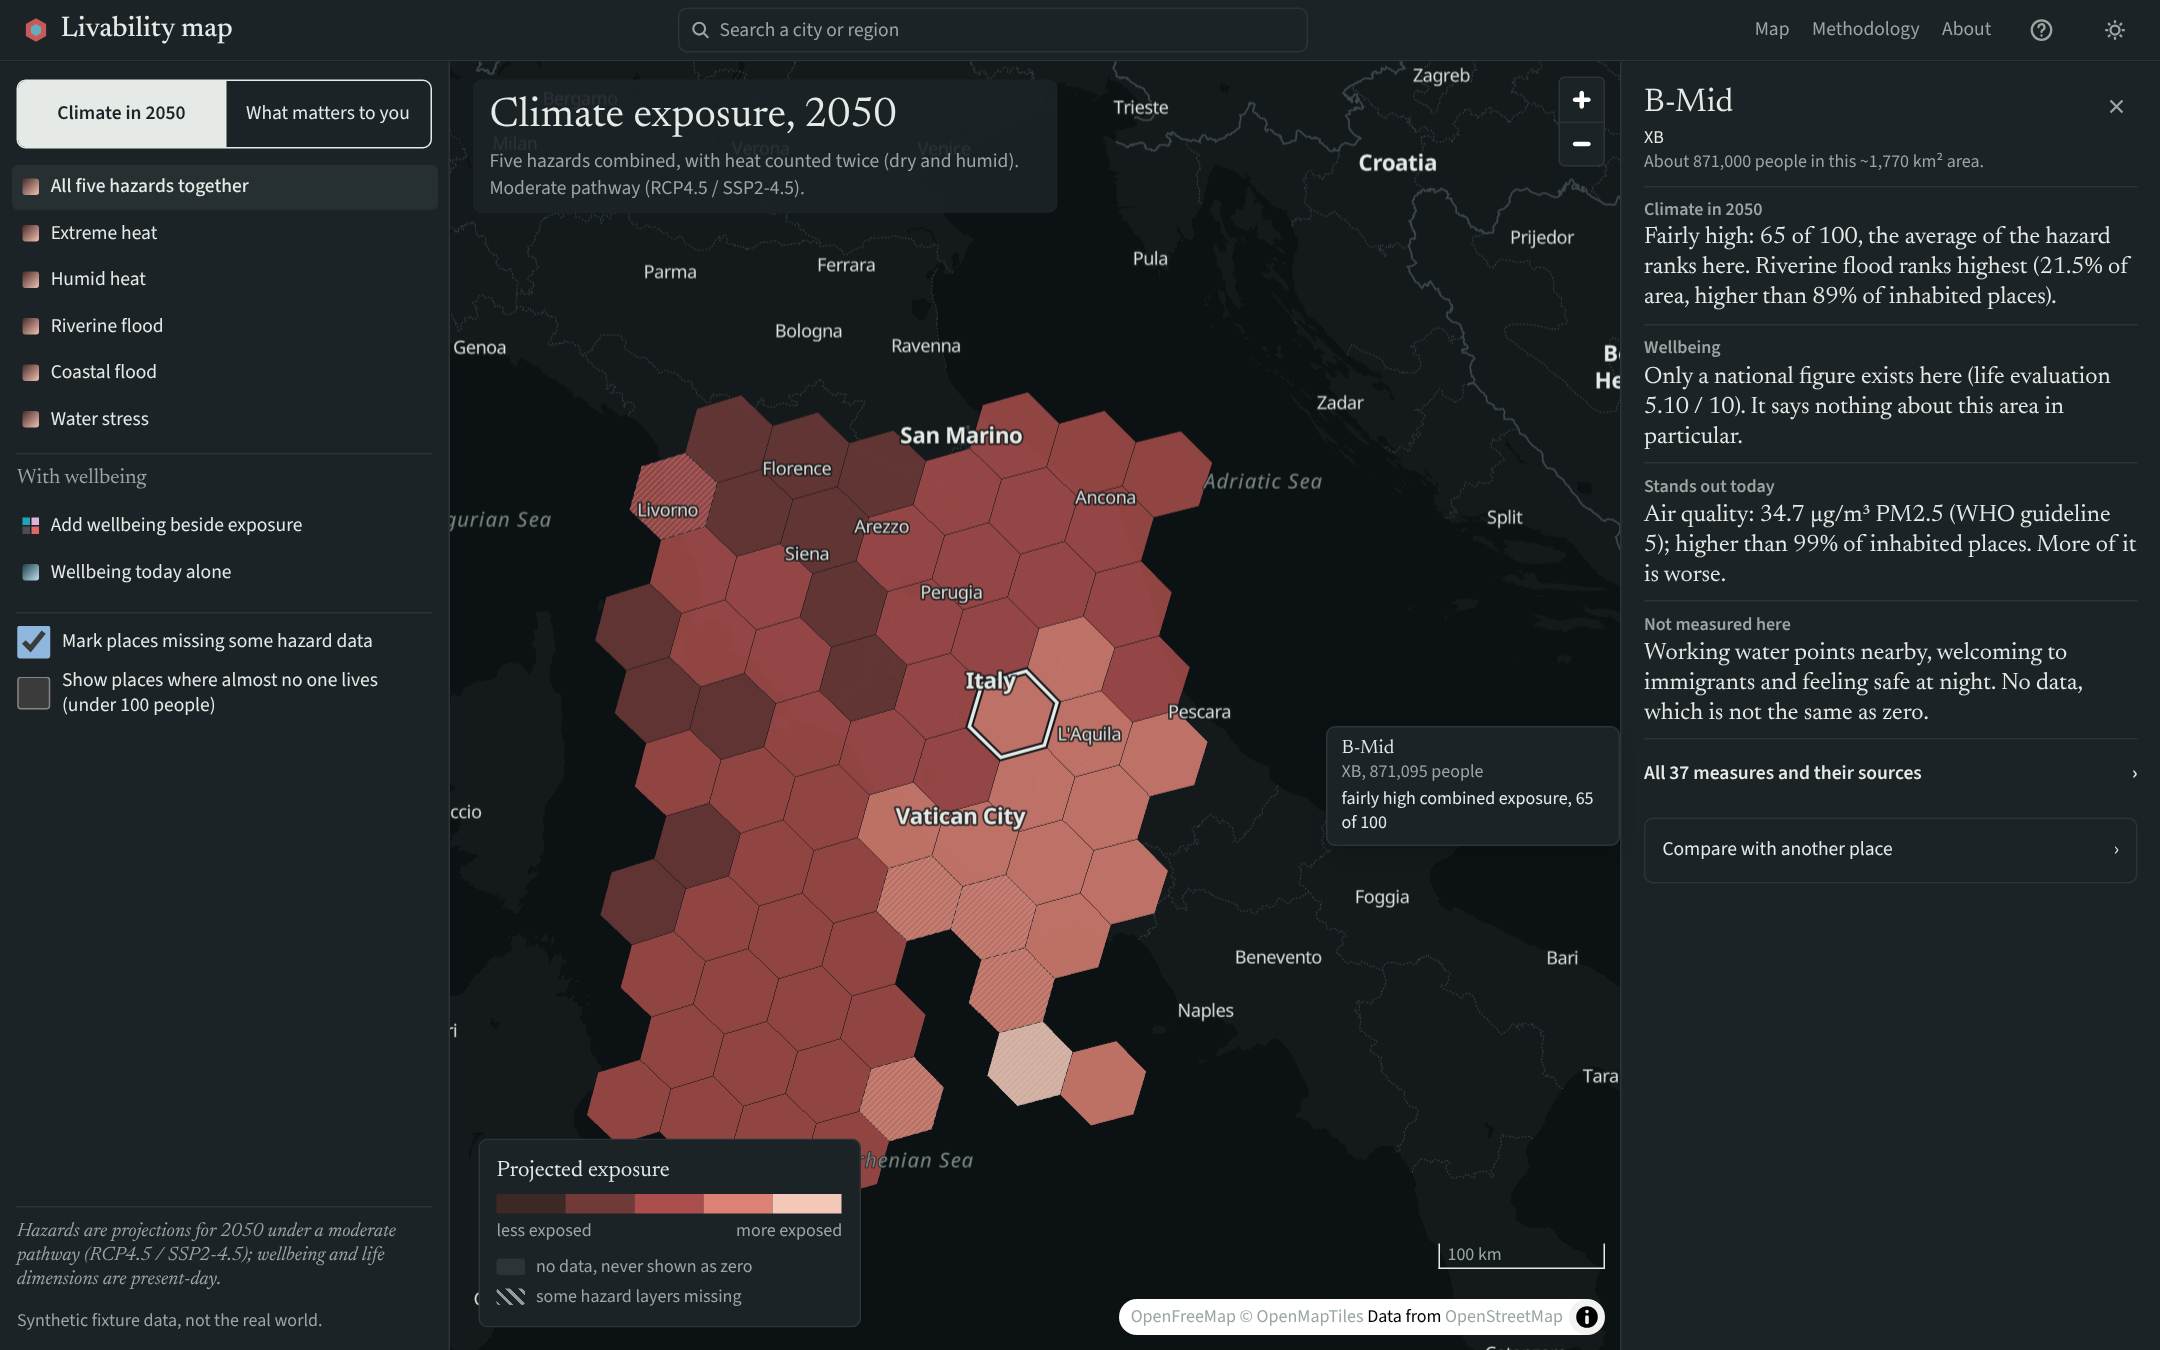 Livability map
Search a city or region
Map
Methodology
About
Climate in 2050
What matters to you
All five hazards together
Extreme heat
Humid heat
Riverine flood
Coastal flood
Water stress
With wellbeing
Add wellbeing beside exposure
Wellbeing today alone
Mark places missing some hazard data
Show places where almost no one lives
(under 100 people)
Hazards are projections for 2050 under a moderate
pathway (RCP4.5 / SSP2-4.5); wellbeing and life
dimensions are present-day.
Synthetic fixture data, not the real world.
Climate exposure, 2050
Five hazards combined, with heat counted twice (dry and humid).
Moderate pathway (RCP4.5 / SSP2-4.5).
Bergamo
Milan
Verona
Venice
Zagreb
Trieste
Croatia
Prijedor
Pula
Parma
Ferrara
Bologna
Ravenna
Genoa
Zadar
San Marino
Florence
Livorno
Ancona
Adriatic Sea
gurian Sea
Arezzo
Split
Siena
Perugia
Italy
Pescara
L'Aquila
B-Mid
XB, 871,095 people
fairly high combined exposure, 65
of 100
ccio
Vatican City
Foggia
Benevento
Bari
Naples
Tara
rhenian Sea
Projected exposure
less exposed
more exposed
no data, never shown as zero
some hazard layers missing
100 km
OpenFreeMap © OpenMapTiles Data from OpenStreetMap
B-Mid
XB
About 871,000 people in this ~1,770 km² area.
Climate in 2050
Fairly high: 65 of 100, the average of the hazard
ranks here. Riverine flood ranks highest (21.5% of
area, higher than 89% of inhabited places).
Wellbeing
Only a national figure exists here (life evaluation
5.10 / 10). It says nothing about this area in
particular.
Stands out today
Air quality: 34.7 µg/m³ PM2.5 (WHO guideline
5); higher than 99% of inhabited places. More of it
is worse.
Not measured here
Working water points nearby, welcoming to
immigrants and feeling safe at night. No data,
which is not the same as zero.
All 37 measures and their sources
Compare with another place